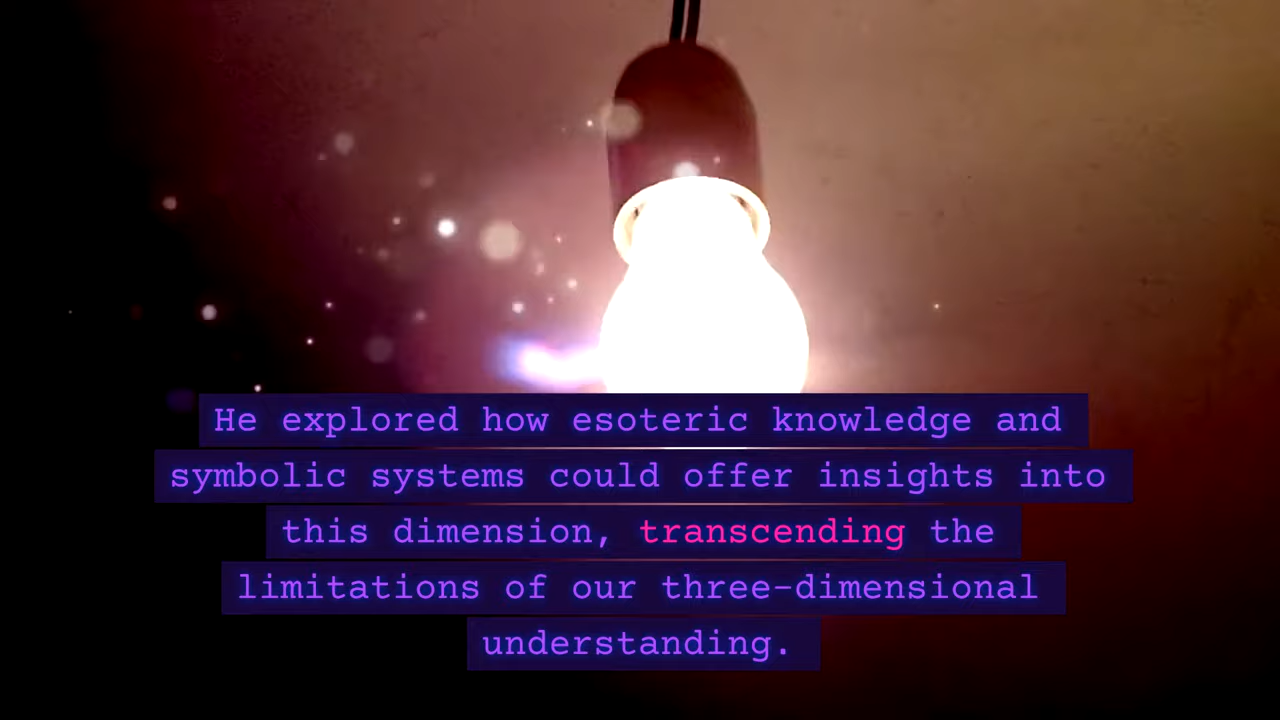 He explored how esoteric knowledge and
symbolic systems could offer insights into
this dimension, transcending the
limitations of our three-dimensional
understanding.